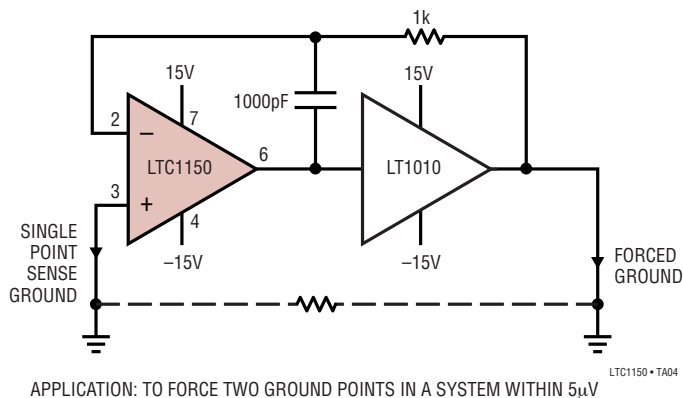 1k
15V
1000pF
15V
2
7
–
LTC1150
6
LT1010
3
+
4
–15V
–15V
SINGLE
POINT
SENSE
GROUND
FORCED
GROUND
LTC1150 • TA04
APPLICATION: TO FORCE TWO GROUND POINTS IN A SYSTEM WITHIN 5µV